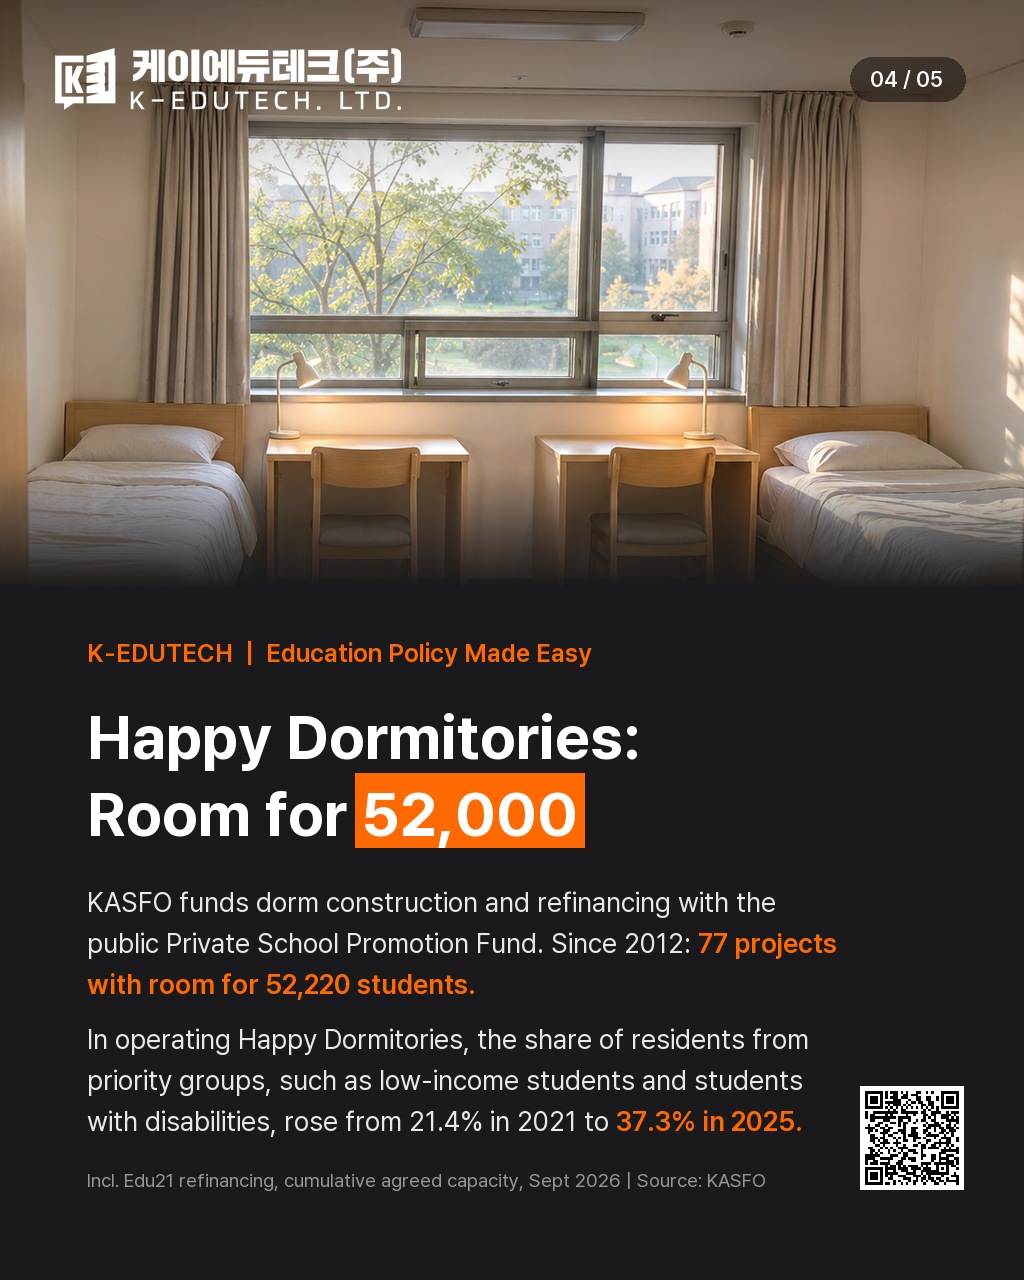 케이에듀테크(주)
K-EDUTECH. LTD.
04 / 05
K-EDUTECH | Education Policy Made Easy
Happy Dormitories:
Room for 52,000
KASFO funds dorm construction and refinancing with the
public Private School Promotion Fund. Since 2012: 77 projects
with room for 52,220 students.
In operating Happy Dormitories, the share of residents from
priority groups, such as low-income students and students
with disabilities, rose from 21.4% in 2021 to 37.3% in 2025.
Incl. Edu21 refinancing, cumulative agreed capacity, Sept 2026 | Source: KASFO